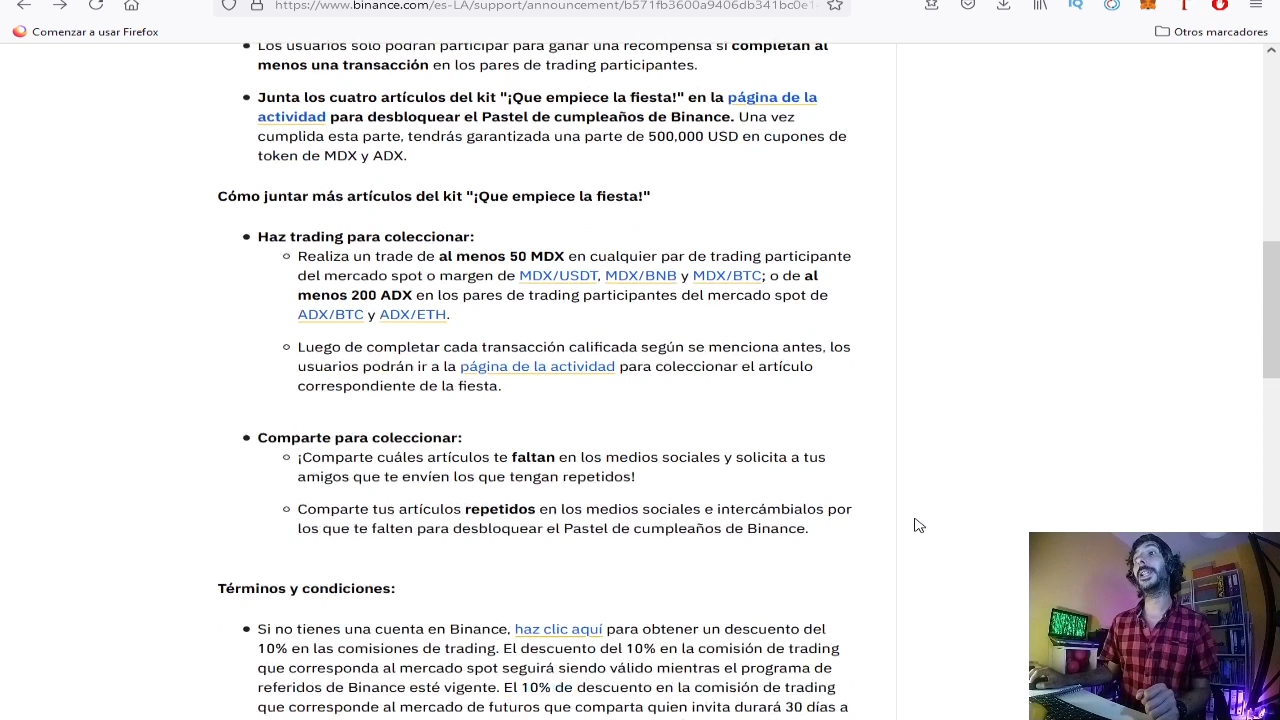 https://www.binance.com/es-LA/support/announcement/b571fb3600a9406db341bc0e1
Comenzar a usar Firefox
Otros marcadores
Los usuarios solo podrán participar para ganar una recompensa si completan al
menos una transacción en los pares de trading participantes.
Junta los cuatro artículos del kit "¡Que empiece la fiesta!" en la página de la
actividad para desbloquear el Pastel de cumpleaños de Binance. Una vez
cumplida esta parte, tendrás garantizada una parte de 500,000 USD en cupones de
token de MDX y ADX.
Cómo juntar más artículos del kit "¡Que empiece la fiesta!"
Haz trading para coleccionar:
Realiza un trade de al menos 50 MDX en cualquier par de trading participante
del mercado spot o margen de MDX/USDT, MDX/BNB y MDX/BTC; o de al
menos 200 ADX en los pares de trading participantes del mercado spot de
ADX/BTC y ADX/ETH.
Luego de completar cada transacción calificada según se menciona antes, los
usuarios podrán ir a la página de la actividad para coleccionar el artículo
correspondiente de la fiesta.
Comparte para coleccionar:
¡Comparte cuáles artículos te faltan en los medios sociales y solicita a tus
amigos que te envíen los que tengan repetidos!
Comparte tus artículos repetidos en los medios sociales e intercámbialos por
los que te falten para desbloquear el Pastel de cumpleaños de Binance.
Términos y condiciones:
Si no tienes una cuenta en Binance, haz clic aquí para obtener un descuento del
10% en las comisiones de trading. El descuento del 10% en la comisión de trading
que corresponda al mercado spot seguirá siendo válido mientras el programa de
referidos de Binance esté vigente. El 10% de descuento en la comisión de trading
que corresponde al mercado de futuros que comparta quien invita durará 30 días a